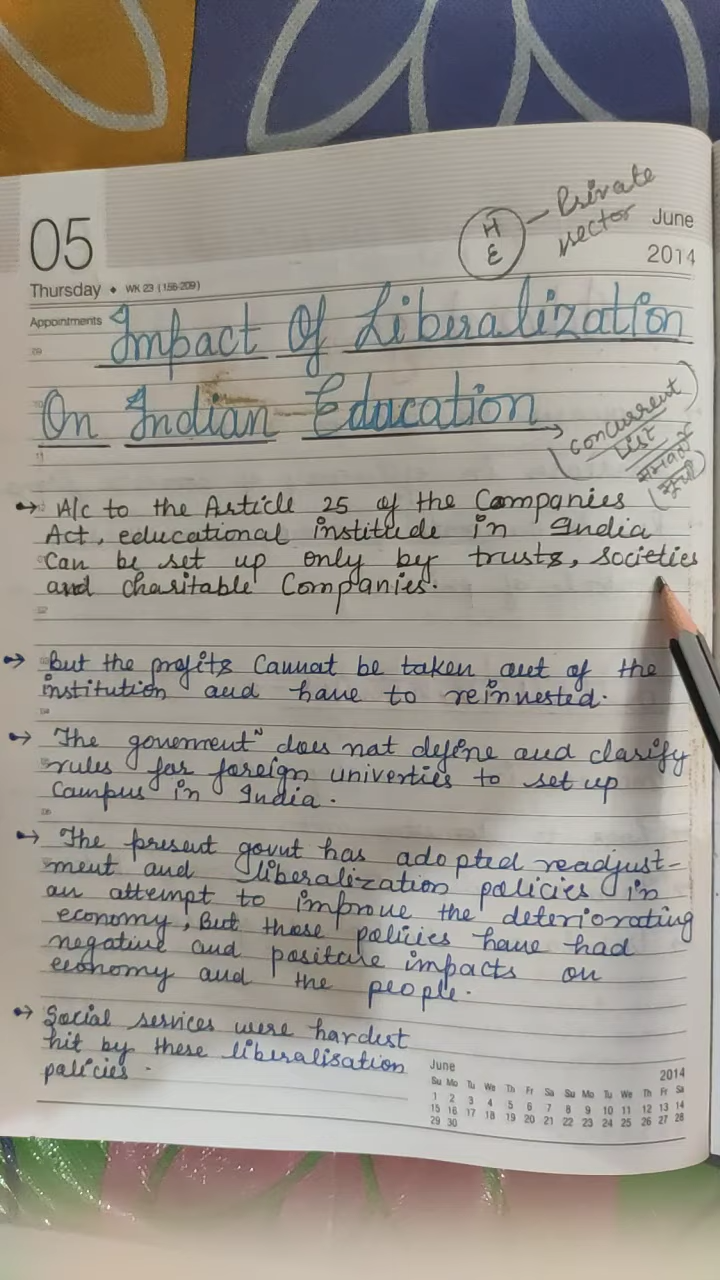 05
Thursday ♦ WK 23 (156-209)
H
E
– Private
sector
June
2014
Appointments
Impact Of Liberalization
On Indian Education →
Concurrent
List
समवर्ती
सूची
→ A/c to the Article 25 of the Companies
Act, educational institude in India
Can be set up only by trusts, societies
and charitable Companies.
→ But the profits Cannot be taken out of the
institution and have to reinvested.
→ The govenmentⁿ does not define and clarify
rules for foreign univerties to set up
Campus in India.
→ The present govnt has adopted readjust-
ment and liberalization policies in
an attempt to improve the deteriorating
economy, But these policies have had
negative and positive impacts on
economy and the people.
→ Social services were hardest
hit by these liberalisation
policies.
June 2014
Su Mo Tu We Th Fr Sa Su Mo Tu We Th Fr Sa
1 2 3 4 5 6 7 8 9 10 11 12 13 14
15 16 17 18 19 20 21 22 23 24 25 26 27 28
29 30